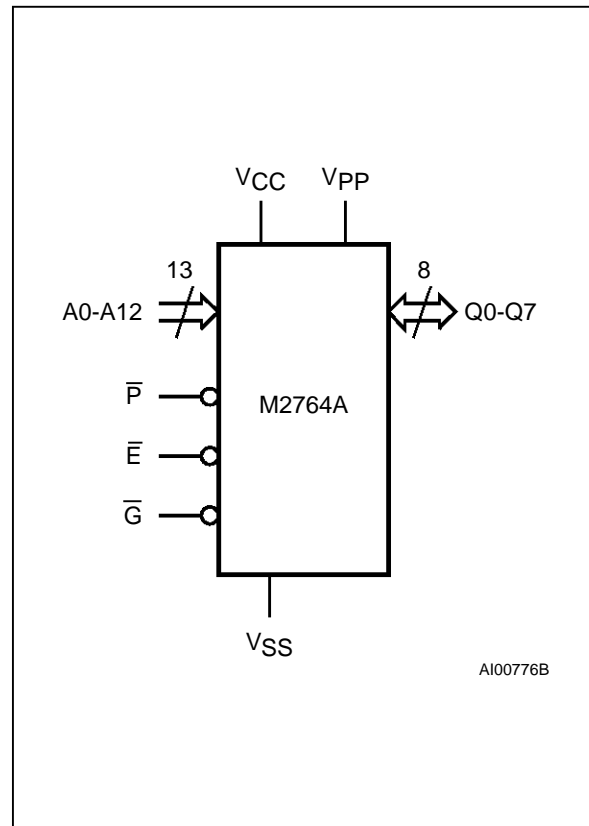 VCC VPP
13 8
A0-A12 Q0-Q7
P̅
M2764A
E̅
G̅
VSS
AI00776B